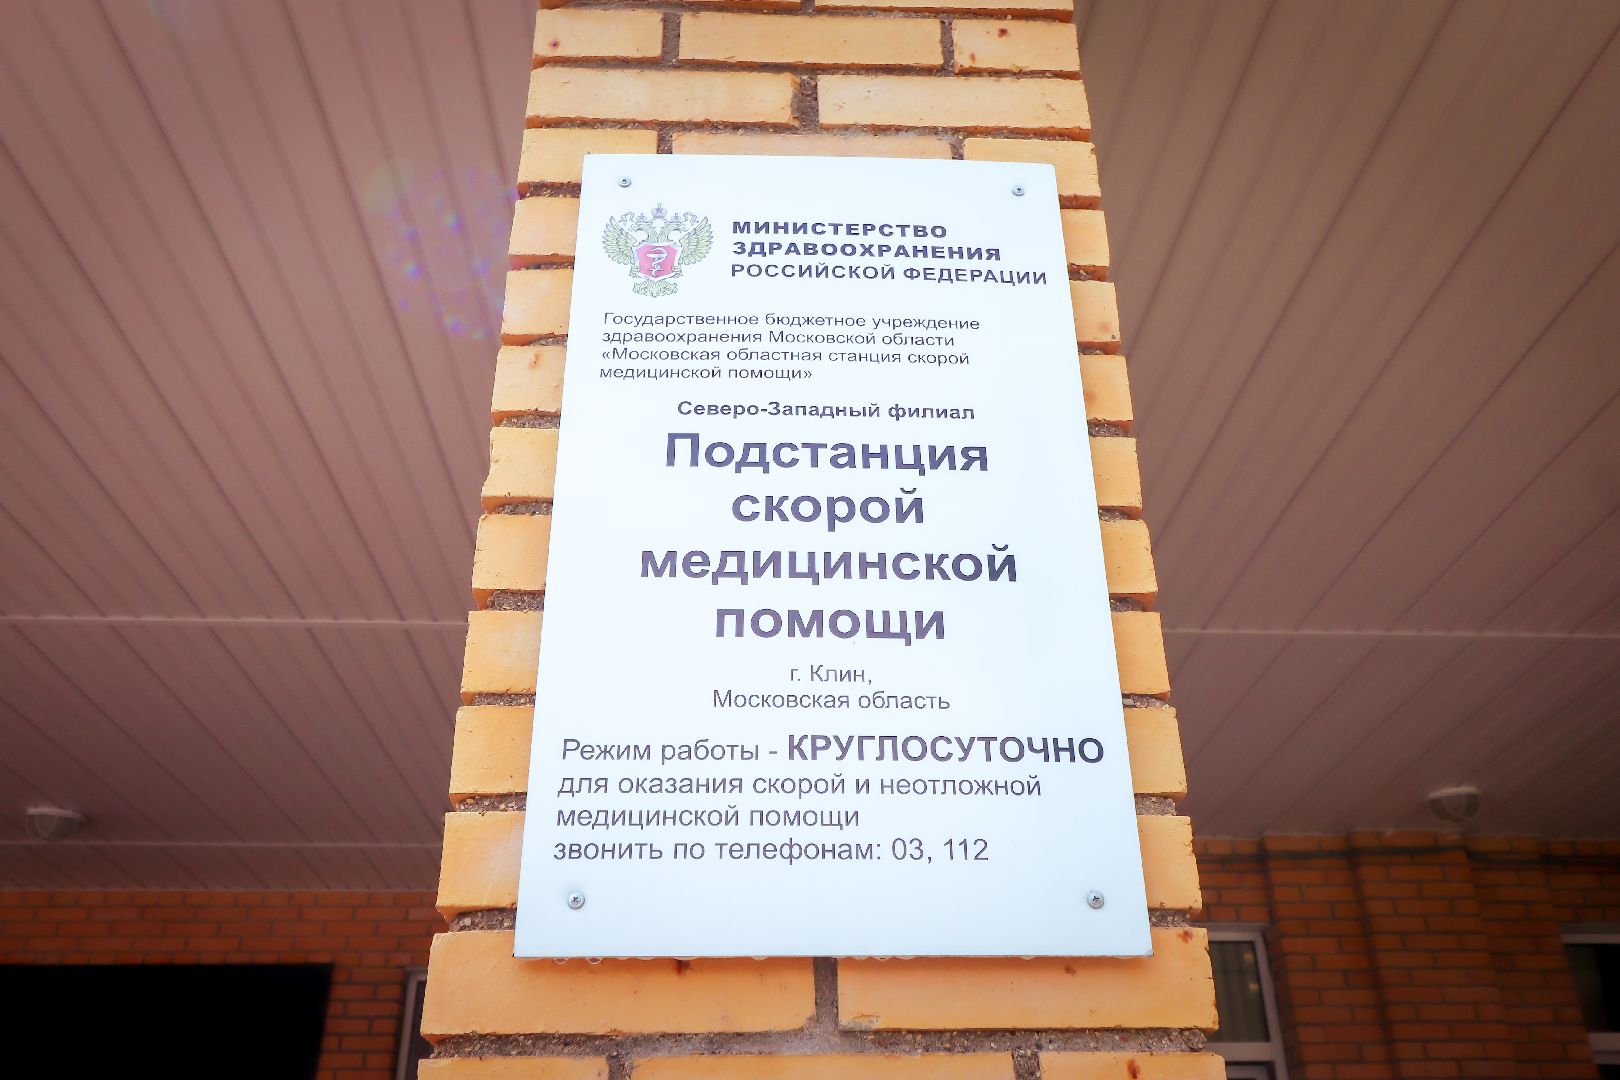 МИНИСТЕРСТВО
ЗДРАВООХРАНЕНИЯ
РОССИЙСКОЙ ФЕДЕРАЦИИ
Государственное бюджетное учреждение
здравоохранения Московской области
«Московская областная станция скорой
медицинской помощи»
Северо-Западный филиал
Подстанция
скорой
медицинской
помощи
г. Клин,
Московская область
Режим работы - КРУГЛОСУТОЧНО
для оказания скорой и неотложной
медицинской помощи
звонить по телефонам: 03, 112